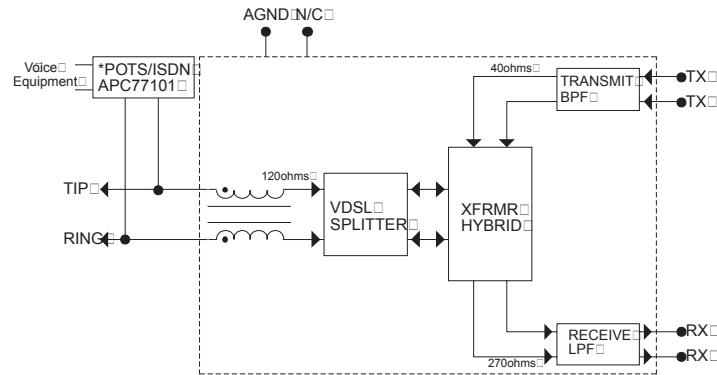 AGND N/C
Voice
Equipment
*POTS/ISDN
APC77101
40ohms
TRANSMIT
BPF
TX
TX
TIP
120ohms
VDSL
SPLITTER
XFRMR
HYBRID
RING
RECEIVE
LPF
RX
RX
270ohms